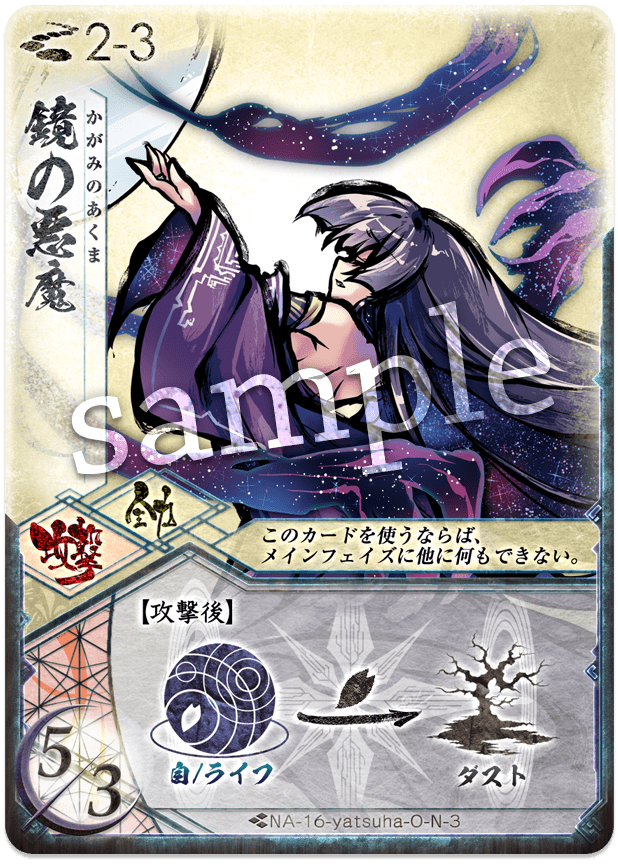 2-3
鏡の悪魔
かがみのあくま
sample
攻撃
全力
このカードを使うならば、
メインフェイズに他に何もできない。
【攻撃後】
自/ライフ
ダスト
5/3
NA-16-yatsuha-O-N-3